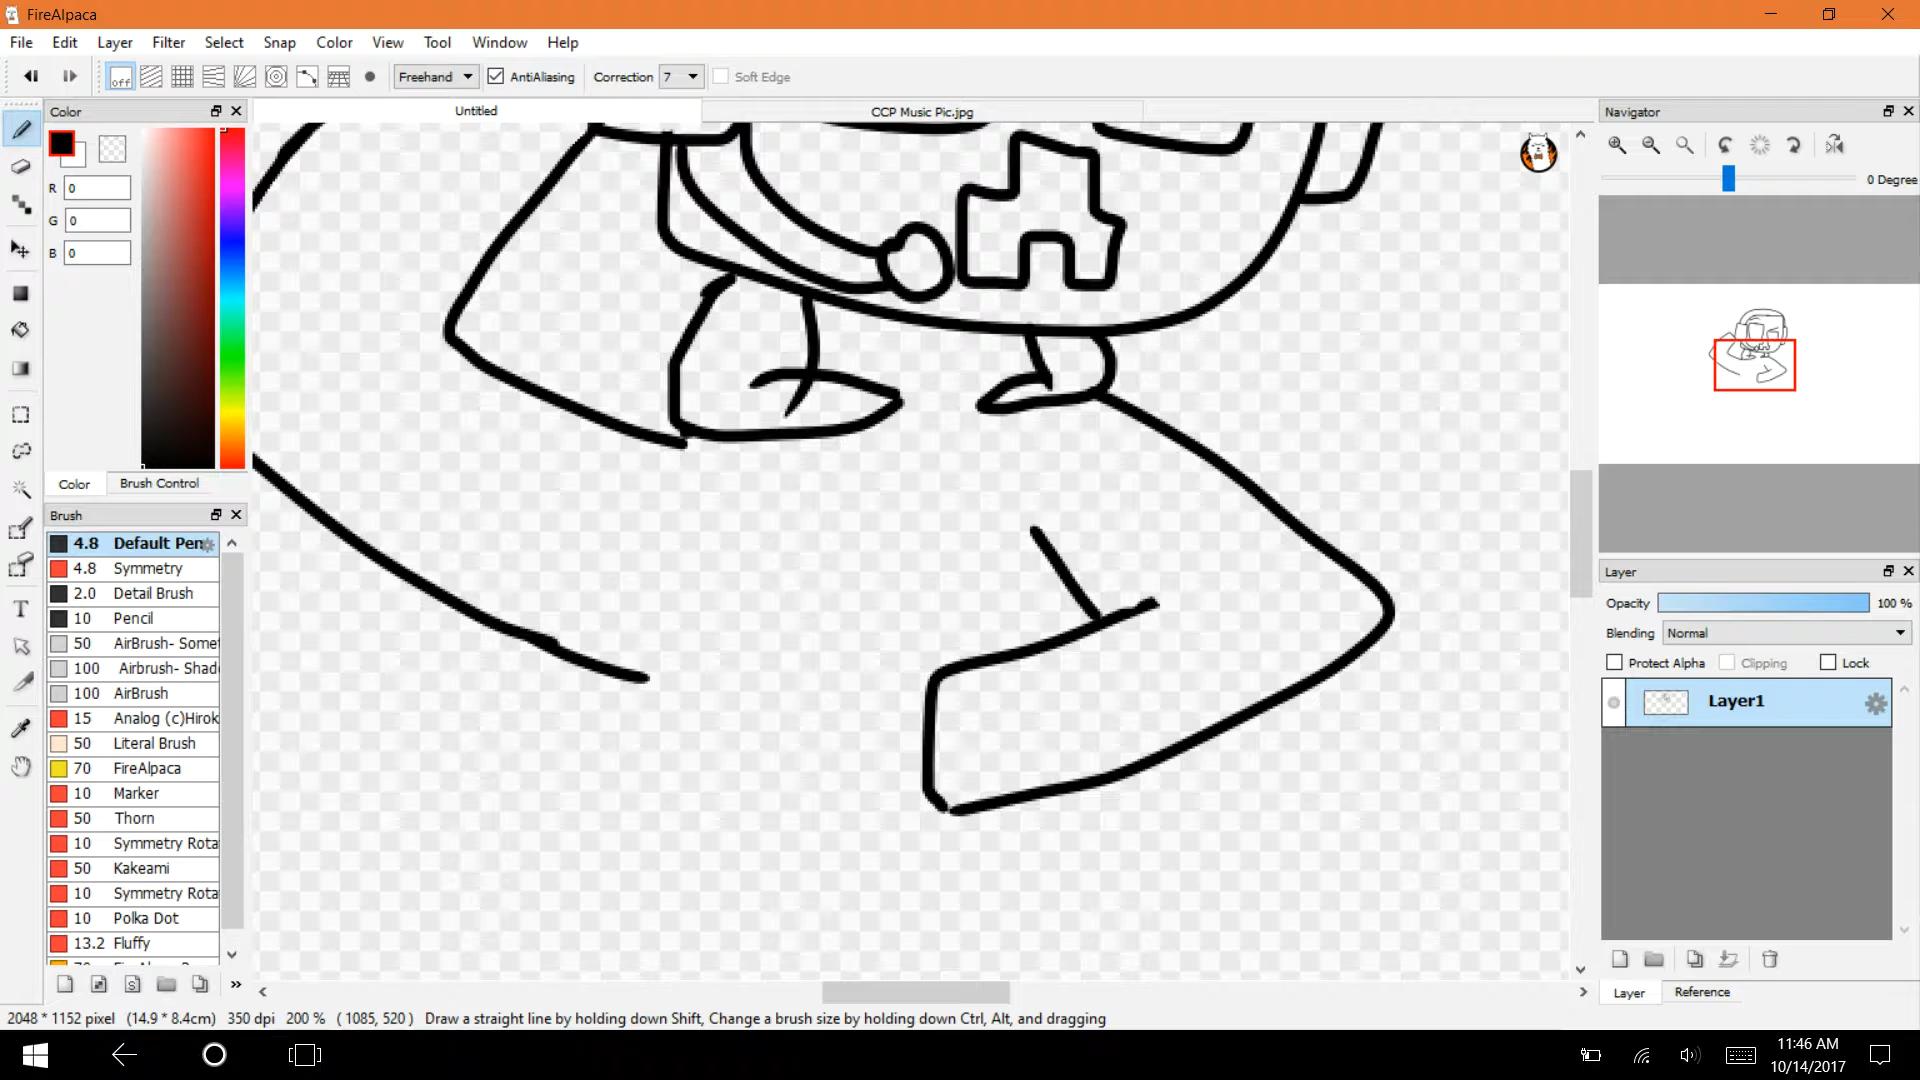 FireAlpaca
File Edit Layer Filter Select Snap Color View Tool Window Help
off Freehand AntiAliasing Correction 7 Soft Edge
Color Untitled CCP Music Pic.jpg Navigator
R 0
G 0
B 0
0 Degree
Color Brush Control
Brush
4.8 Default Pen
4.8 Symmetry
2.0 Detail Brush
10 Pencil
50 AirBrush- Somet
100 Airbrush- Shad
100 AirBrush
15 Analog (c)Hirok
50 Literal Brush
70 FireAlpaca
10 Marker
50 Thorn
10 Symmetry Rota
50 Kakeami
10 Symmetry Rota
10 Polka Dot
13.2 Fluffy
Layer
Opacity 100 %
Blending Normal
Protect Alpha Clipping Lock
Layer1
Layer Reference
2048 * 1152 pixel (14.9 * 8.4cm) 350 dpi 200 % ( 1085, 520 ) Draw a straight line by holding down Shift, Change a brush size by holding down Ctrl, Alt, and dragging
11:46 AM
10/14/2017